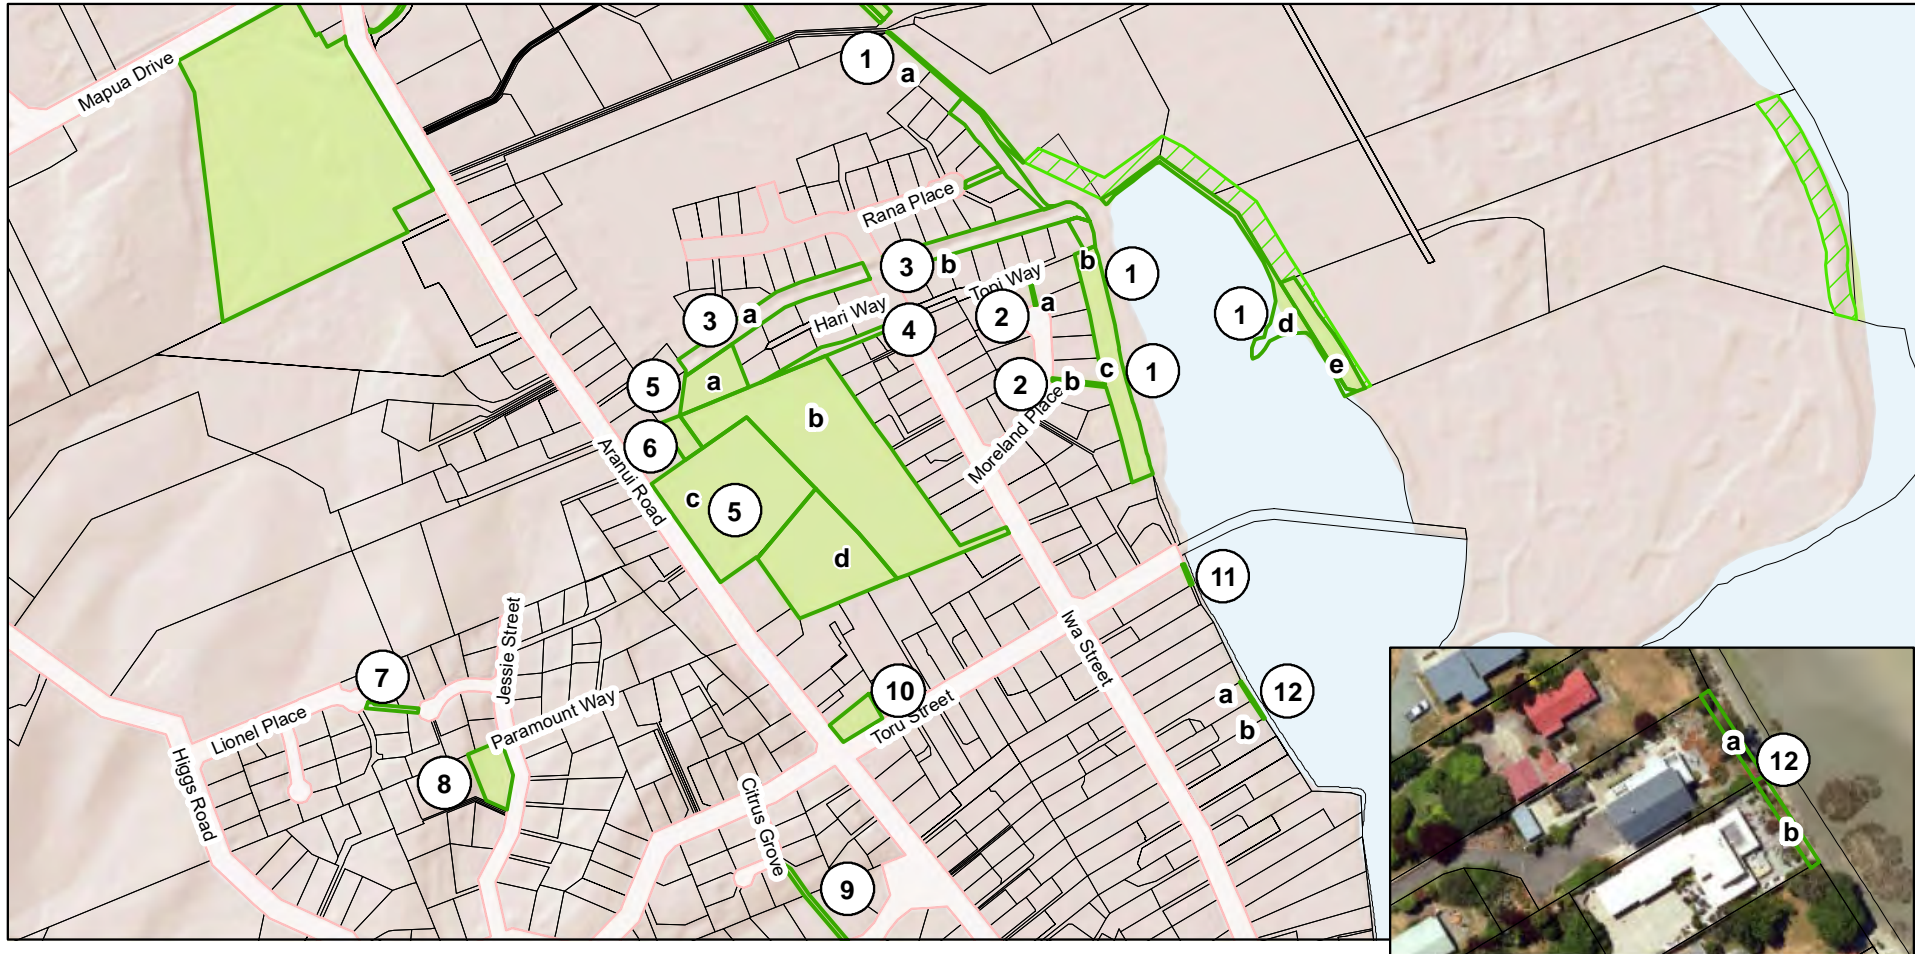 Mapua Drive
1
a
Rana Place
3
b
b
1
Topi Way
3
a
Hari Way
4
2
a
1
d
e
5
a
2
b
c
1
b
Moreland Place
6
Aranui Road
c
5
d
11
Iwa Street
Jessie Street
7
10
a
12
b
Toru Street
Lionel Place
Paramount Way
8
Higgs Road
Citrus Grove
9
a
12
b